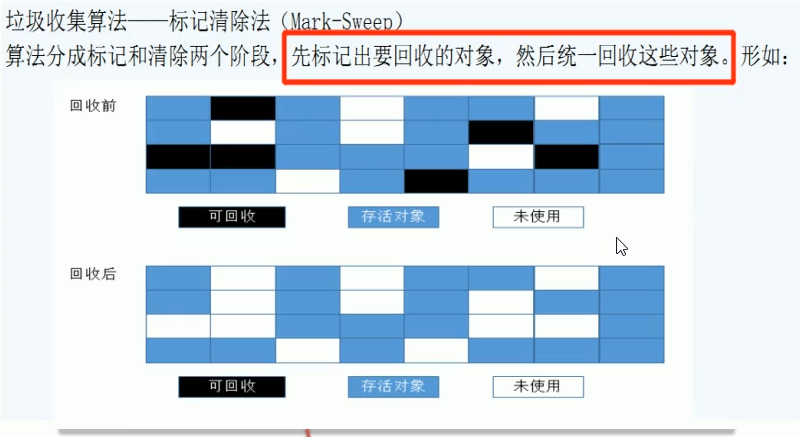 垃圾收集算法——标记清除法（Mark-Sweep）
算法分成标记和清除两个阶段，先标记出要回收的对象，然后统一回收这些对象。形如：
回收前
可回收 存活对象 未使用
回收后
可回收 存活对象 未使用